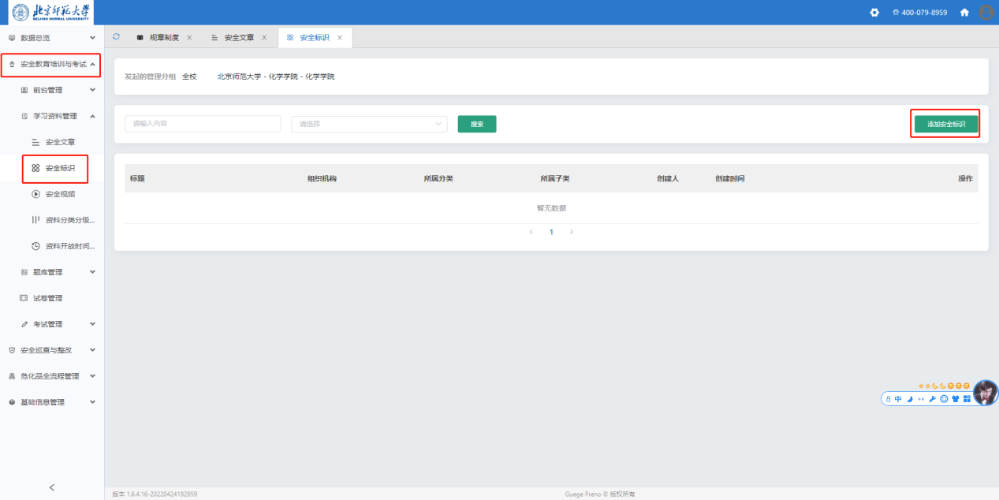 北京师范大学
BEIJING NORMAL UNIVERSITY
400-079-8959
数据总览
规章制度
安全文章
安全标识
安全教育培训与考试
发起的管理分组 全校 北京师范大学 - 化学学院 - 化学学院
前台管理
学习资料管理
请输入内容
请选择
搜索
添加安全标识
安全文章
安全标识
标题
组织机构
所属分类
所属子类
创建人
创建时间
操作
安全视频
暂无数据
资料分类分级...
1
资料开放时间...
题库管理
试卷管理
考试管理
安全巡查与整改
危化品全流程管理
中
基础信息管理
版本 1.6.4.16-20220424192959
Guege Preno © 版权所有